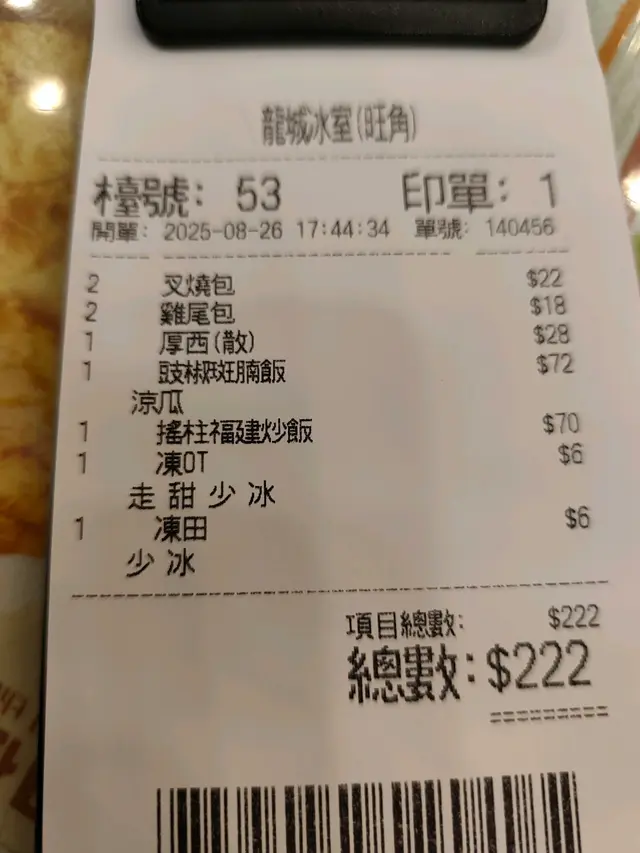 龍城冰室(旺角)
檯號: 53 印單: 1
開單: 2025-08-26 17:44:34 單號: 140456
2 叉燒包 $22
2 雞尾包 $18
1 厚西(散) $28
1 豉椒斑腩飯 $72
涼瓜
1 搖柱福建炒飯 $70
1 凍OT $6
走甜少冰
1 凍田 $6
少冰
項目總數: $222
總數: $222